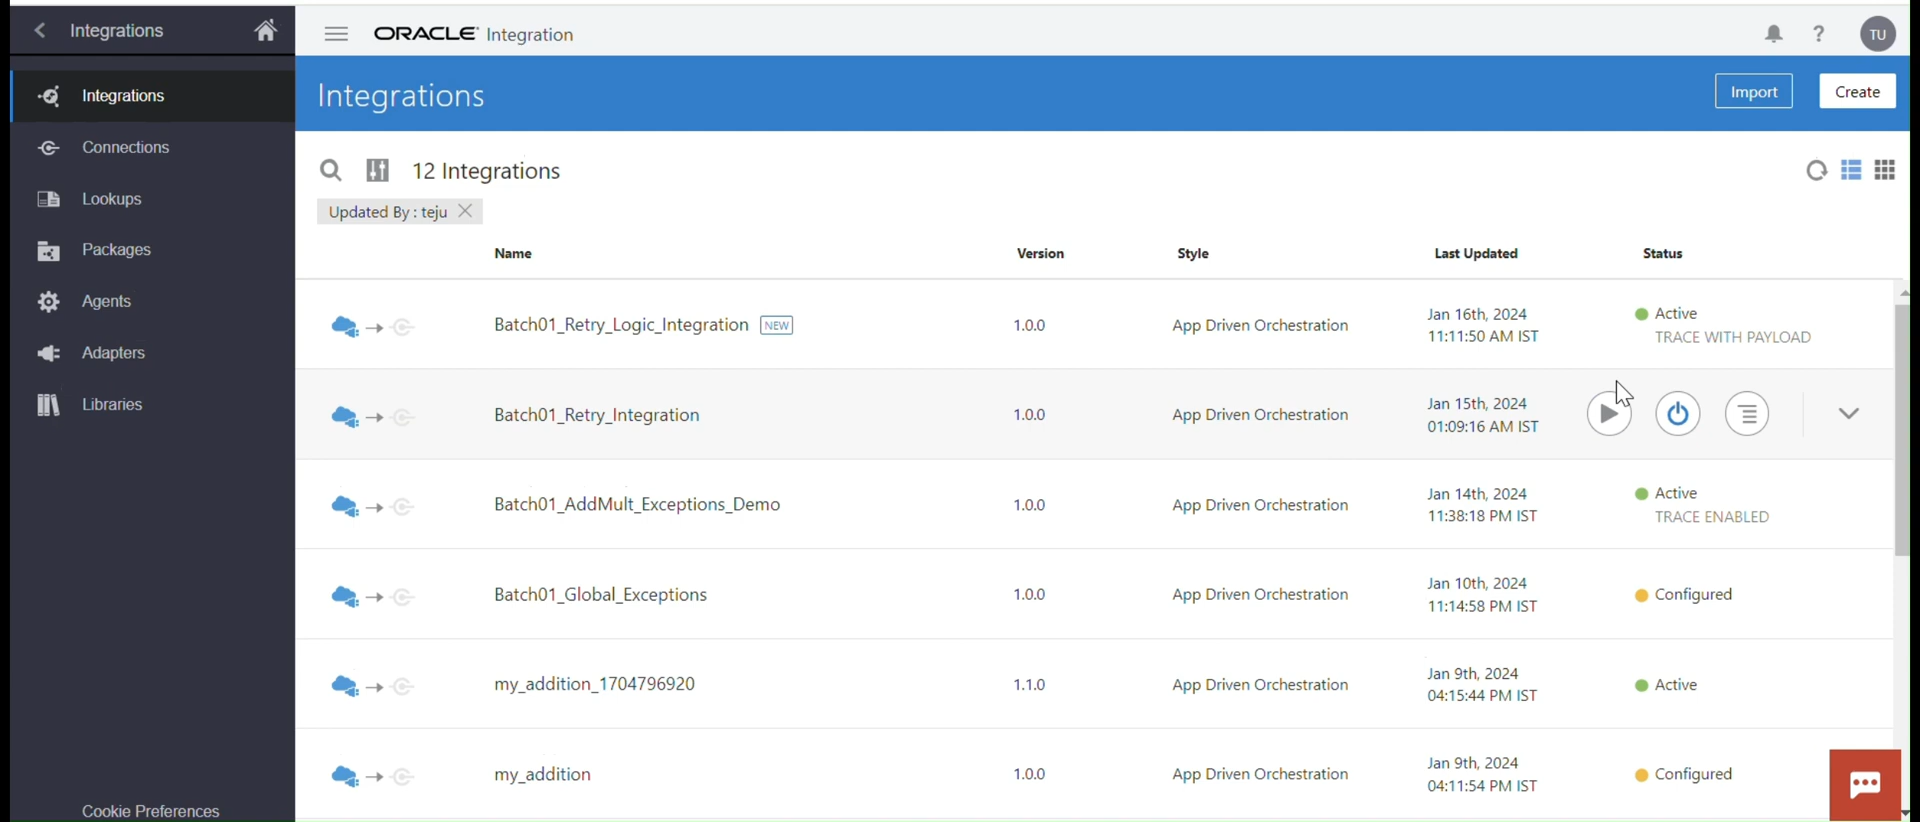 Integrations
ORACLE Integration
TU
Integrations
Connections
Lookups
Packages
Agents
Adapters
Libraries
Cookie Preferences
Integrations
Import
Create
12 Integrations
Updated By : teju
Name Version Style Last Updated Status
Batch01_Retry_Logic_Integration NEW 1.0.0 App Driven Orchestration Jan 16th, 2024 Active
11:11:50 AM IST TRACE WITH PAYLOAD
Batch01_Retry_Integration 1.0.0 App Driven Orchestration Jan 15th, 2024
01:09:16 AM IST
Batch01_AddMult_Exceptions_Demo 1.0.0 App Driven Orchestration Jan 14th, 2024 Active
11:38:18 PM IST TRACE ENABLED
Batch01_Global_Exceptions 1.0.0 App Driven Orchestration Jan 10th, 2024 Configured
11:14:58 PM IST
my_addition_1704796920 1.1.0 App Driven Orchestration Jan 9th, 2024 Active
04:15:44 PM IST
my_addition 1.0.0 App Driven Orchestration Jan 9th, 2024 Configured
04:11:54 PM IST